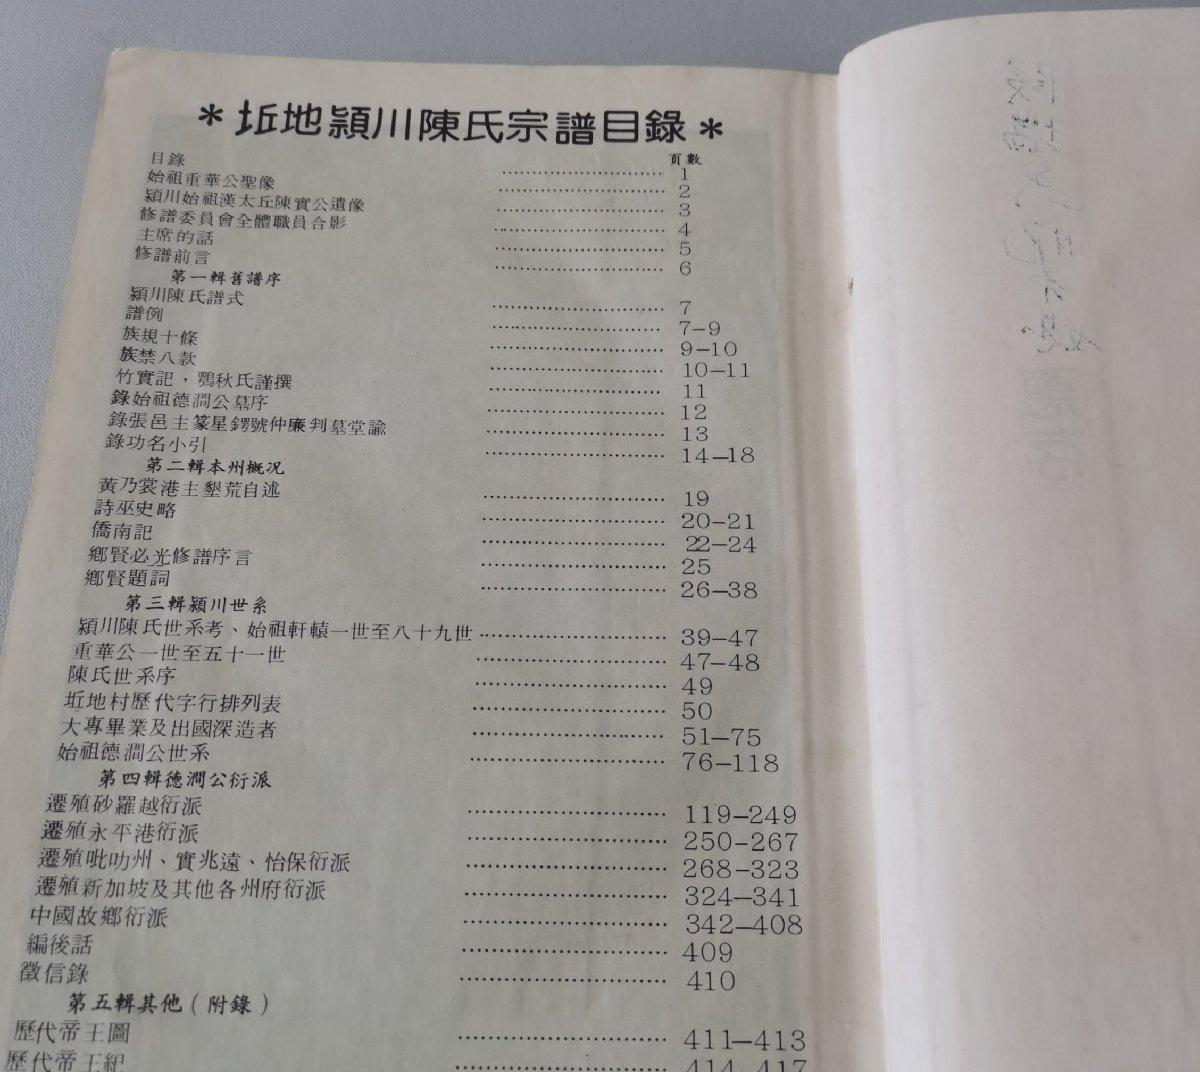 ＊坵地潁川陳氏宗譜目錄＊
頁數
目錄 1
始祖重華公聖像 2
潁川始祖漢太丘陳實公遺像 3
修譜委員會全體職員合影 4
主席的話 5
修譜前言 6
第一輯舊譜序
潁川陳氏譜式 7
譜例 7-9
族規十條 9-10
族禁八款 10-11
竹實記，鶚秋氏謹撰 11
錄始祖德潤公墓序 12
錄張邑主篆星鍔號仲廉判墓堂諭 13
錄功名小引 14-18
第二輯本州概況
黃乃裳港主墾荒自述 19
詩巫史略 20-21
僑南記 22-24
鄉賢必光修譜序言 25
鄉賢題詞 26-38
第三輯潁川世系
潁川陳氏世系考、始祖軒轅一世至八十九世 39-47
重華公一世至五十一世 47-48
陳氏世系序 49
坵地村歷代字行排列表 50
大專畢業及出國深造者 51-75
始祖德潤公世系 76-118
第四輯德潤公衍派
遷殖砂羅越衍派 119-249
遷殖永平港衍派 250-267
遷殖吡叻州、實兆遠、怡保衍派 268-323
遷殖新加坡及其他各州府衍派 324-341
中國故鄉衍派 342-408
編後話 409
徵信錄 410
第五輯其他（附錄）
歷代帝王圖 411-413
歷代帝王紀 414-417